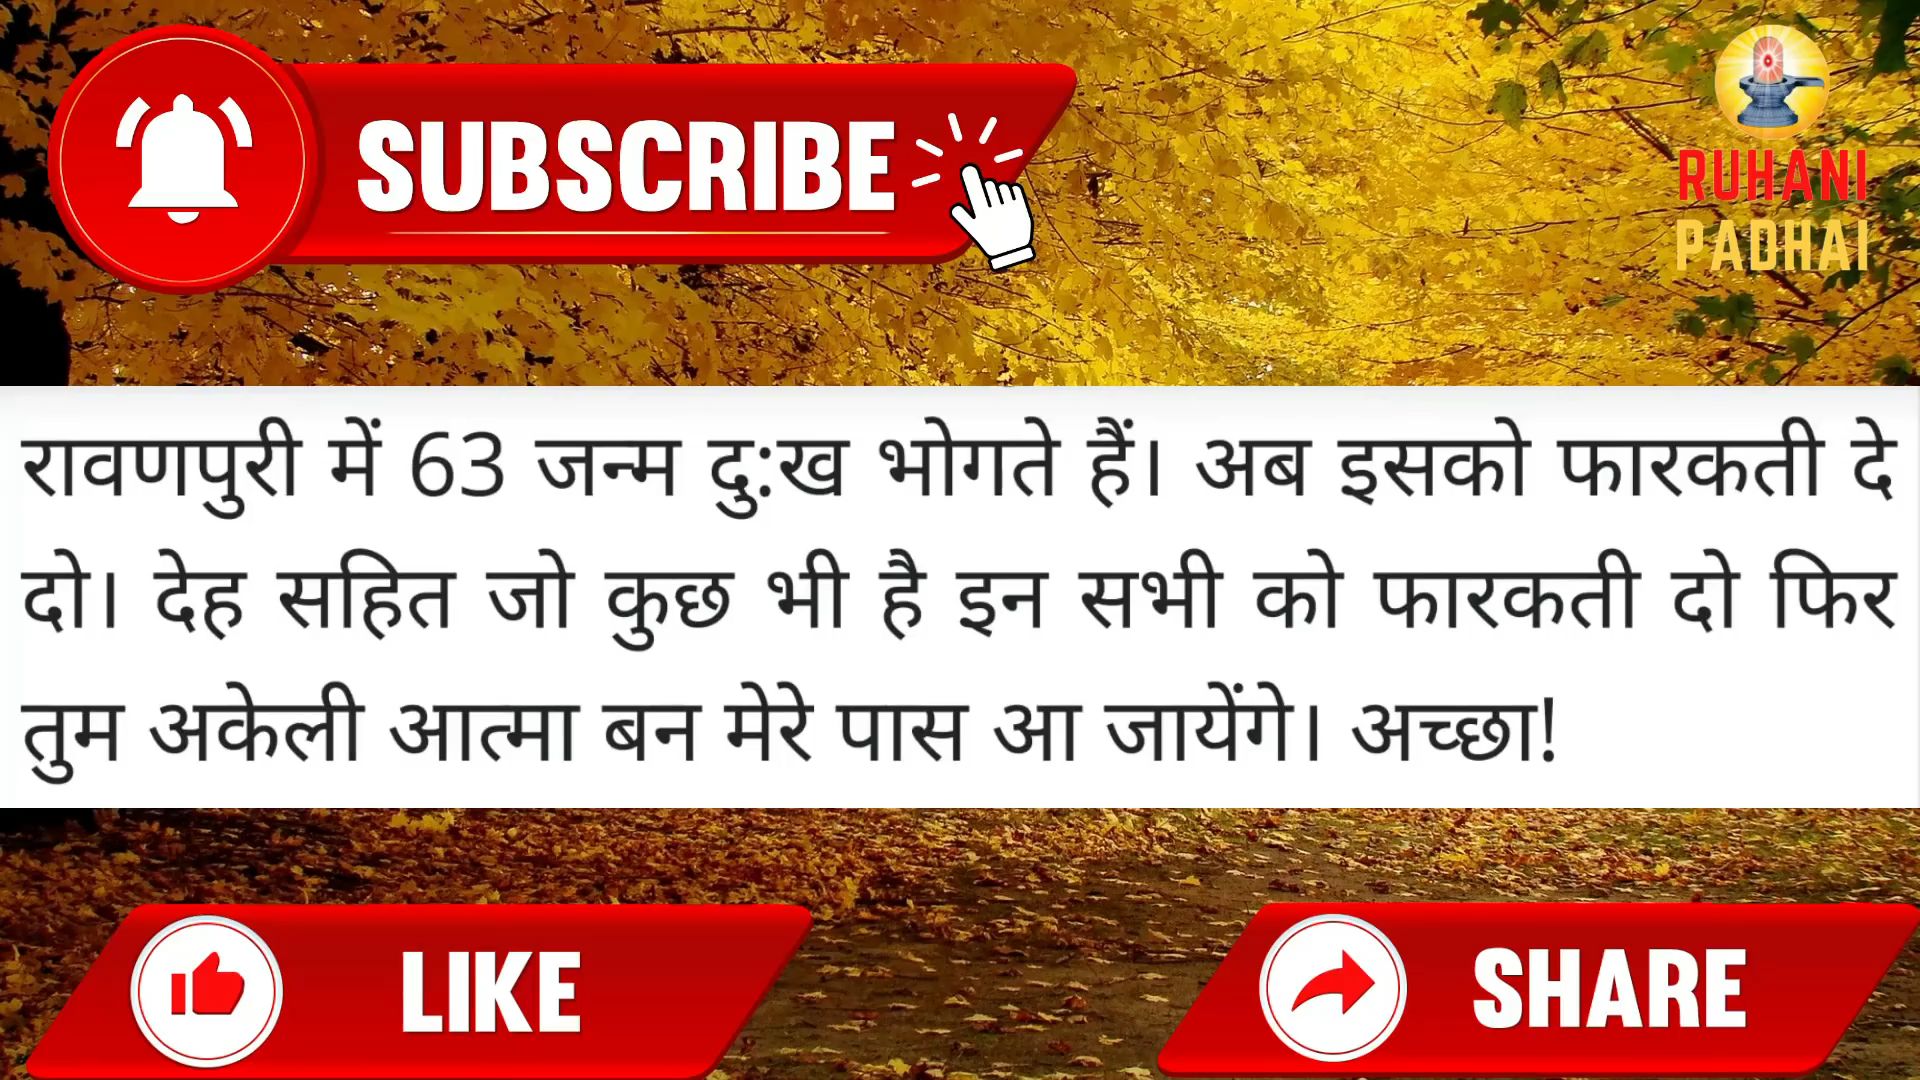 SUBSCRIBE
RUHANI
PADHAI
रावणपुरी में 63 जन्म दु:ख भोगते हैं। अब इसको फारकती दे
दो। देह सहित जो कुछ भी है इन सभी को फारकती दो फिर
तुम अकेली आत्मा बन मेरे पास आ जायेंगे। अच्छा!
LIKE
SHARE